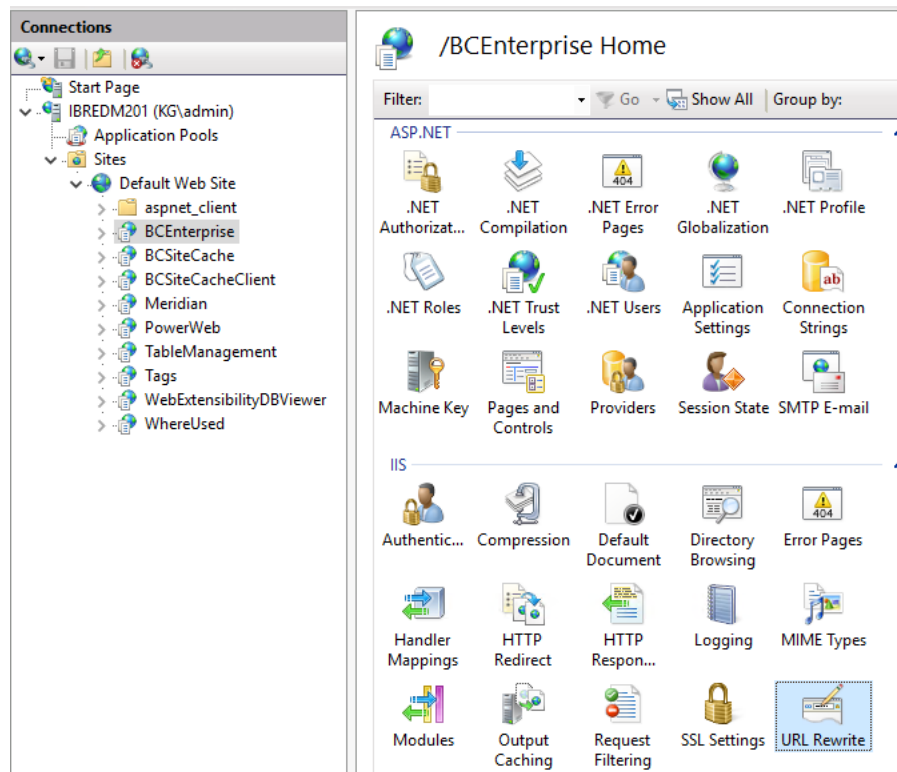 Connections
Start Page
IBREDM201 (KG\admin)
Application Pools
Sites
Default Web Site
aspnet_client
BCEnterprise
BCSiteCache
BCSiteCacheClient
Meridian
PowerWeb
TableManagement
Tags
WebExtensibilityDBViewer
WhereUsed
/BCEnterprise Home
Filter: Go Show All Group by:
ASP.NET
.NET Authorizat...
.NET Compilation
404
.NET Error Pages
.NET Globalization
.NET Profile
.NET Roles
.NET Trust Levels
.NET Users
Application Settings
ab
Connection Strings
Machine Key
Pages and Controls
Providers
Session State
SMTP E-mail
IIS
Authentic...
Compression
Default Document
Directory Browsing
404
Error Pages
Handler Mappings
HTTP Redirect
HTTP Respon...
Logging
MIME Types
Modules
Output Caching
Request Filtering
SSL Settings
URL Rewrite